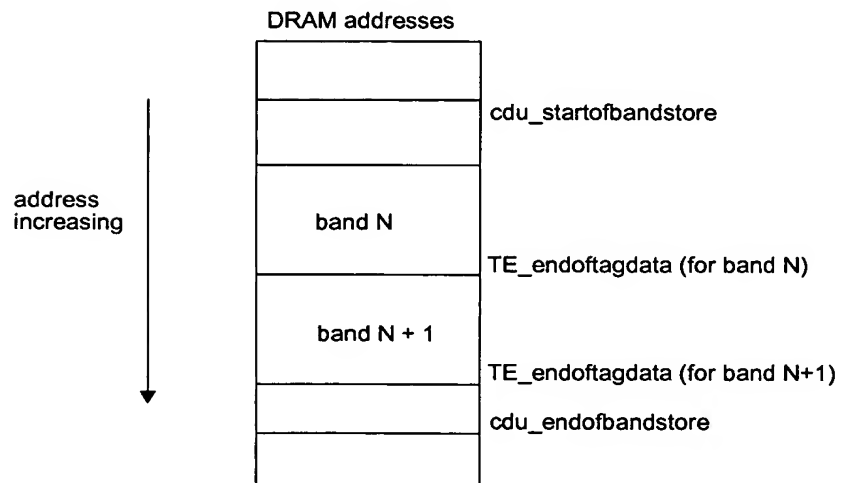 DRAM addresses
cdu_startofbandstore
address
increasing
band N
TE_endoftagdata (for band N)
band N + 1
TE_endoftagdata (for band N+1)
cdu_endofbandstore